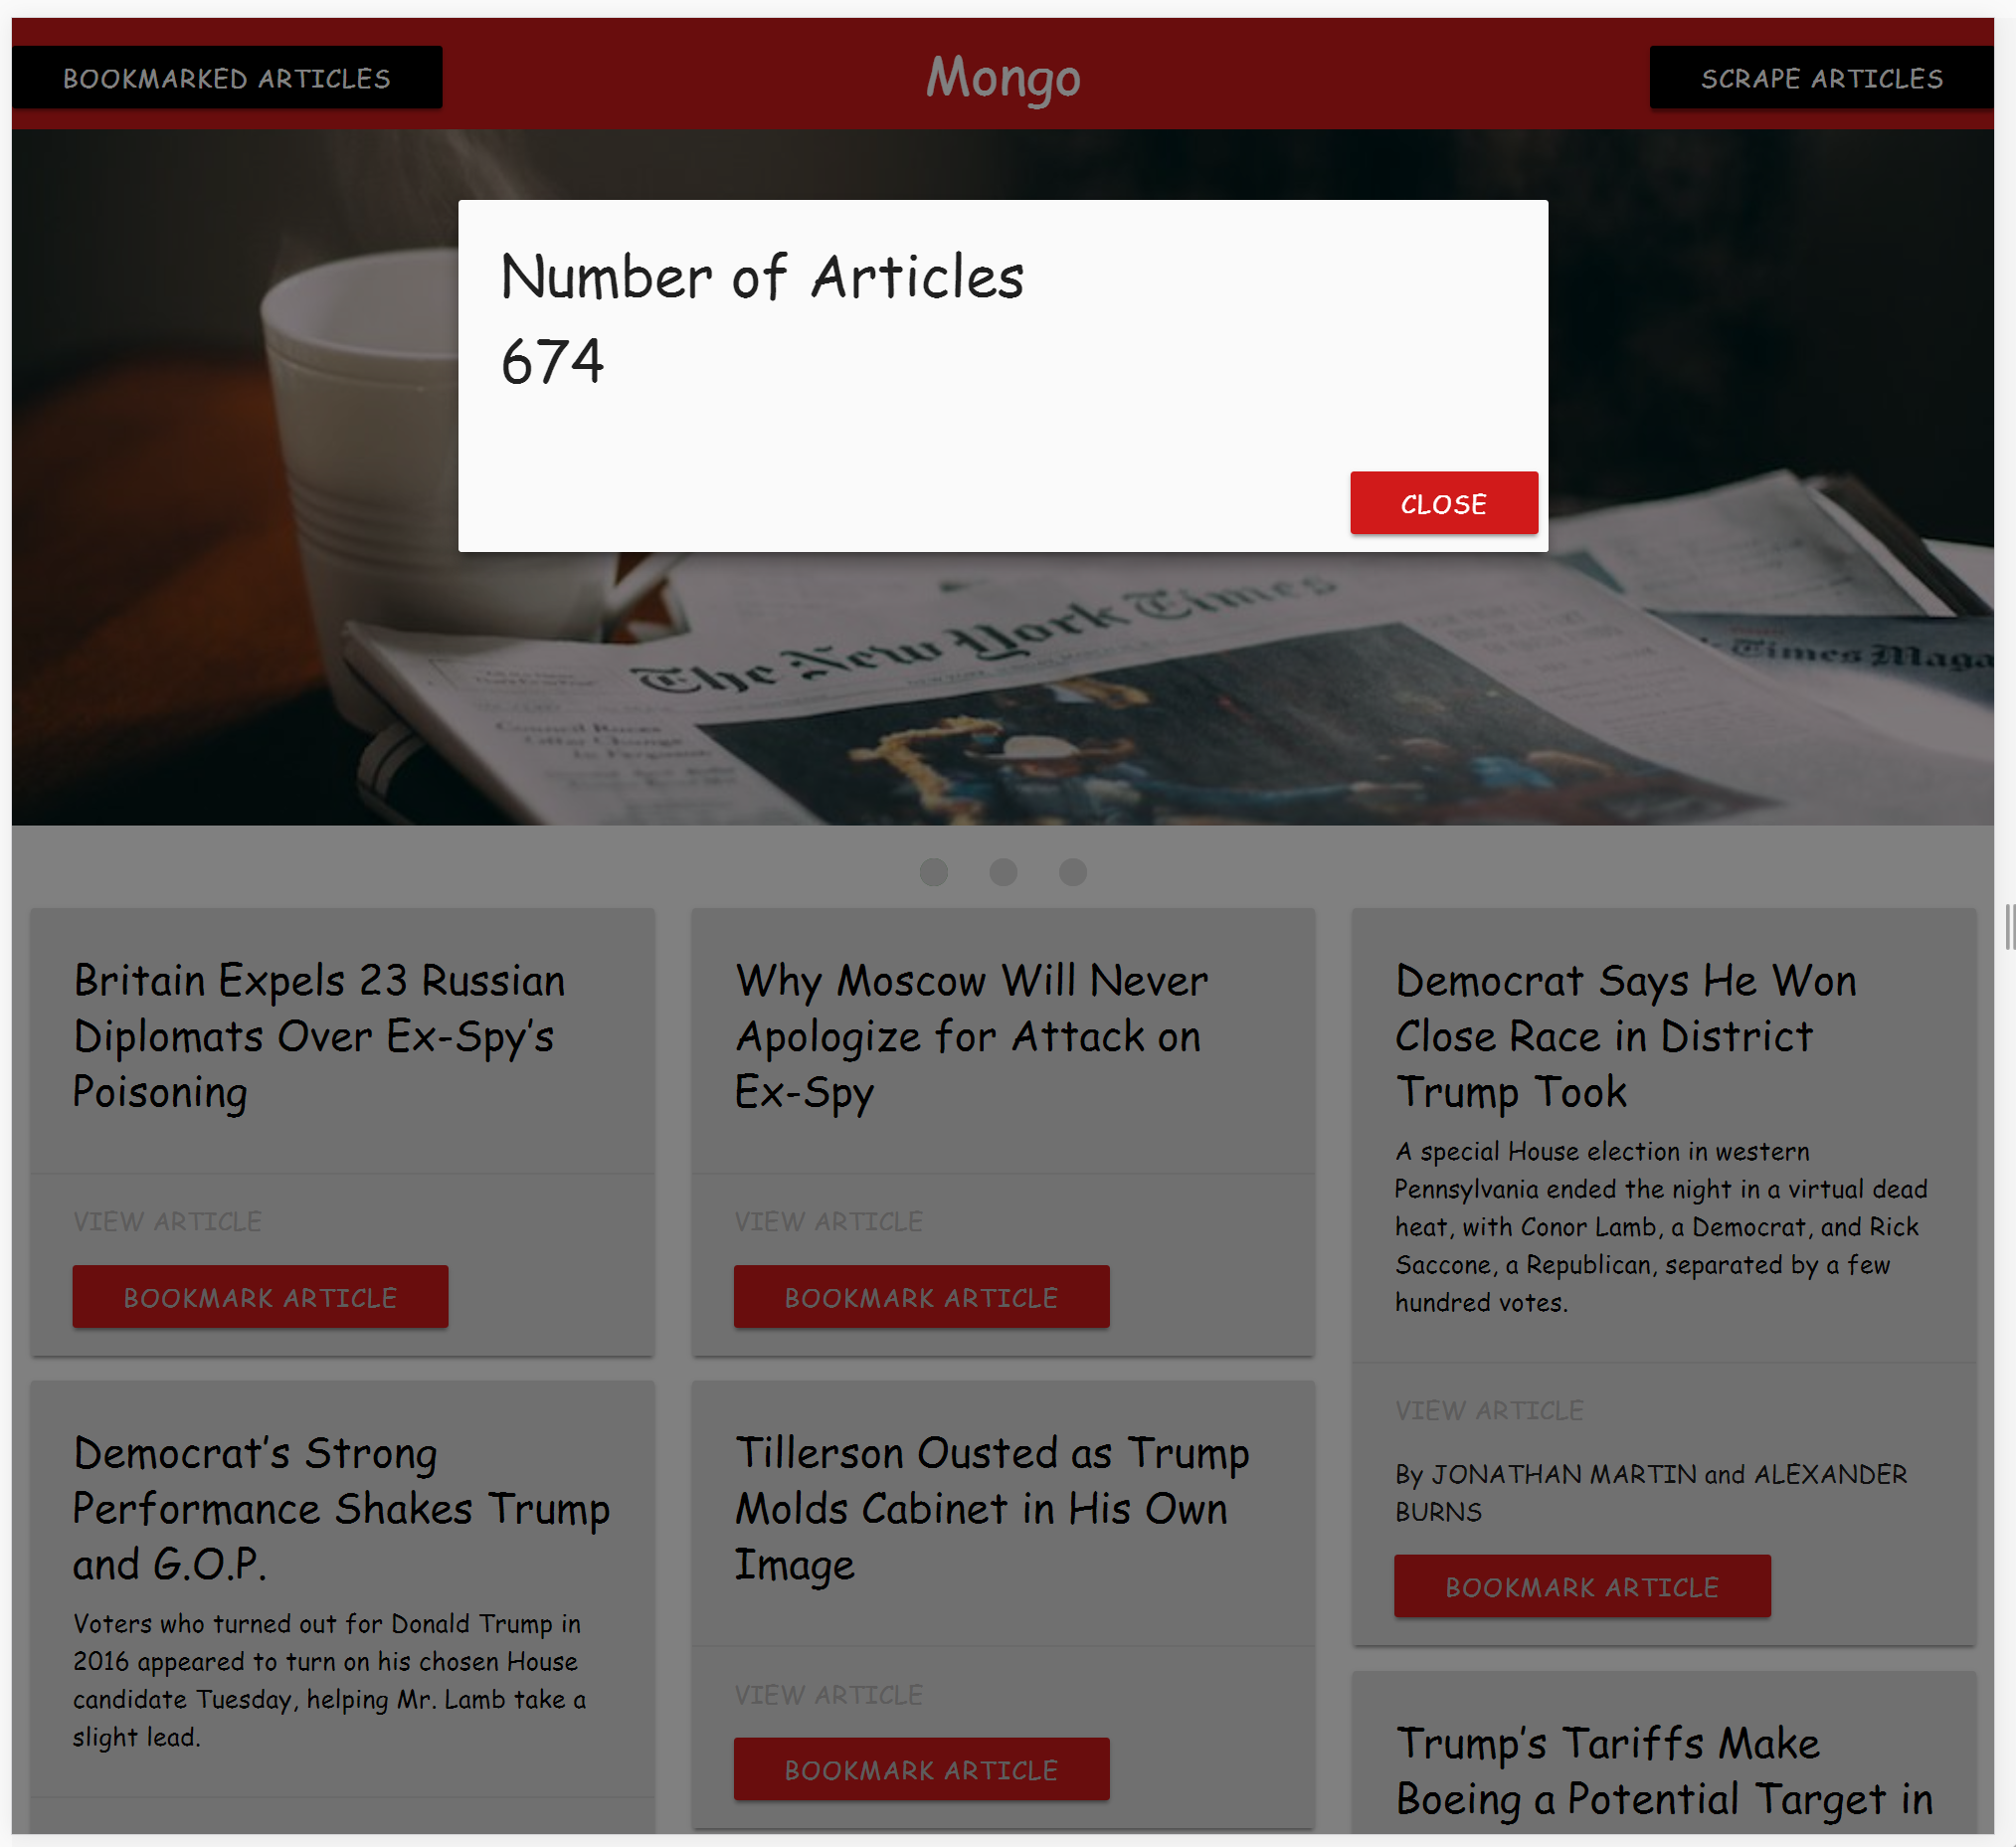 BOOKMARKED ARTICLES
Mongo
SCRAPE ARTICLES
Number of Articles
674
CLOSE
The New York Times
Times Maga
Council Races
Offer Change
In Ferguson
Britain Expels 23 Russian
Diplomats Over Ex-Spy’s
Poisoning
VIEW ARTICLE
BOOKMARK ARTICLE
Why Moscow Will Never
Apologize for Attack on
Ex-Spy
VIEW ARTICLE
BOOKMARK ARTICLE
Democrat Says He Won
Close Race in District
Trump Took
A special House election in western
Pennsylvania ended the night in a virtual dead
heat, with Conor Lamb, a Democrat, and Rick
Saccone, a Republican, separated by a few
hundred votes.
VIEW ARTICLE
By JONATHAN MARTIN and ALEXANDER
BURNS
BOOKMARK ARTICLE
Democrat’s Strong
Performance Shakes Trump
and G.O.P.
Voters who turned out for Donald Trump in
2016 appeared to turn on his chosen House
candidate Tuesday, helping Mr. Lamb take a
slight lead.
Tillerson Ousted as Trump
Molds Cabinet in His Own
Image
VIEW ARTICLE
BOOKMARK ARTICLE
Trump’s Tariffs Make
Boeing a Potential Target in